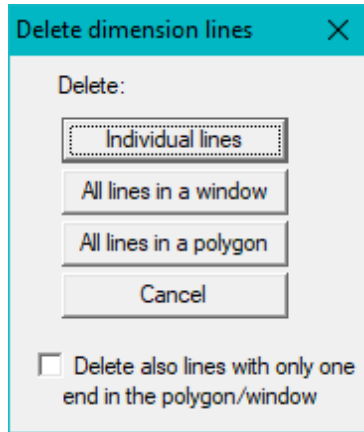 Delete dimension lines
Delete:
Individual lines
All lines in a window
All lines in a polygon
Cancel
Delete also lines with only one
end in the polygon/window